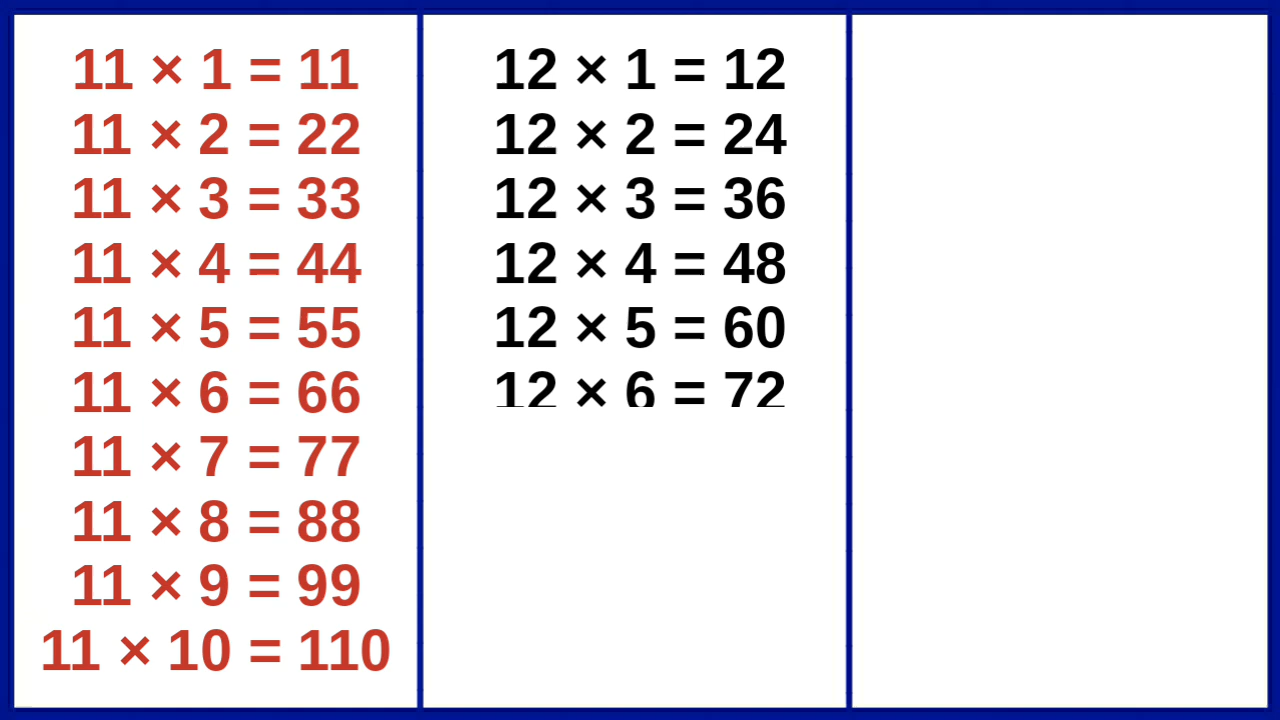 11 × 1 = 11
11 × 2 = 22
11 × 3 = 33
11 × 4 = 44
11 × 5 = 55
11 × 6 = 66
11 × 7 = 77
11 × 8 = 88
11 × 9 = 99
11 × 10 = 110
12 × 1 = 12
12 × 2 = 24
12 × 3 = 36
12 × 4 = 48
12 × 5 = 60
12 × 6 = 72